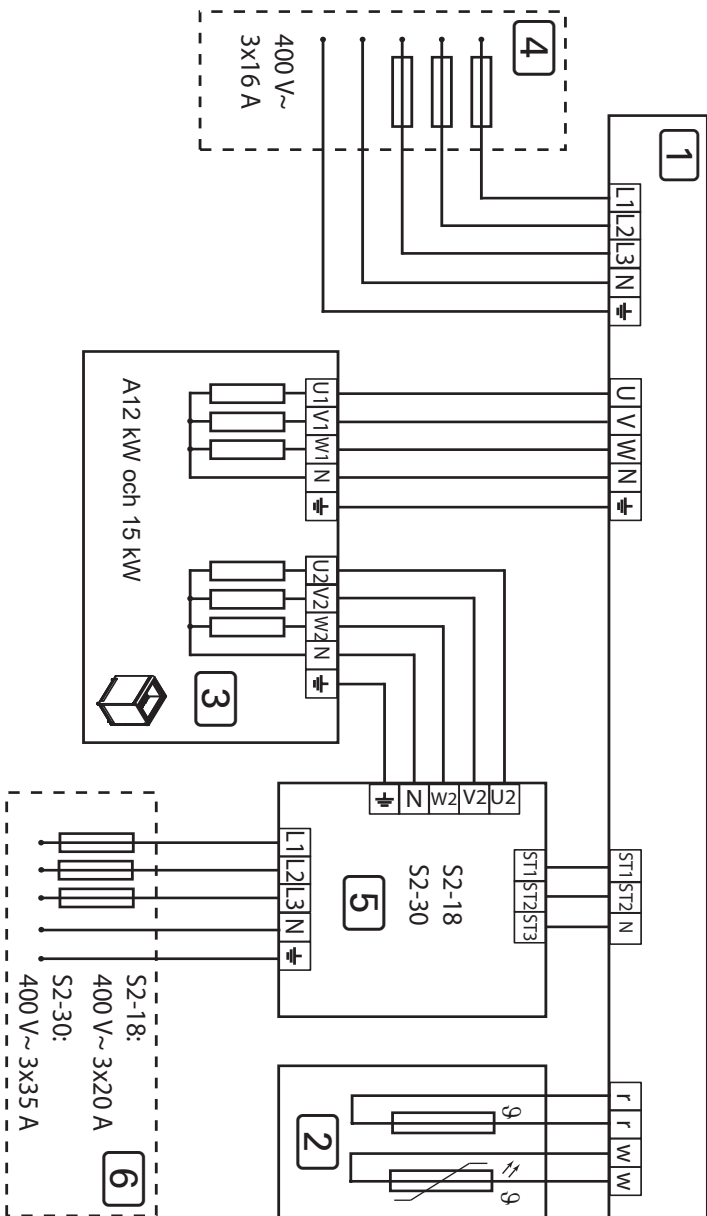 4
400 V~
3x16 A
1
L1 L2 L3 N
U V W N
ST1 ST2 N
r r w w
U1 V1 W1 N
U2 V2 W2 N
A12 kW och 15 kW
3
U2 V2 W2 N
ST1 ST2 ST3
S2-18
S2-30
5
L1 L2 L3 N
S2-18:
400 V~ 3x20 A
S2-30:
400 V~ 3x35 A
6
ϑ
ϑ
2